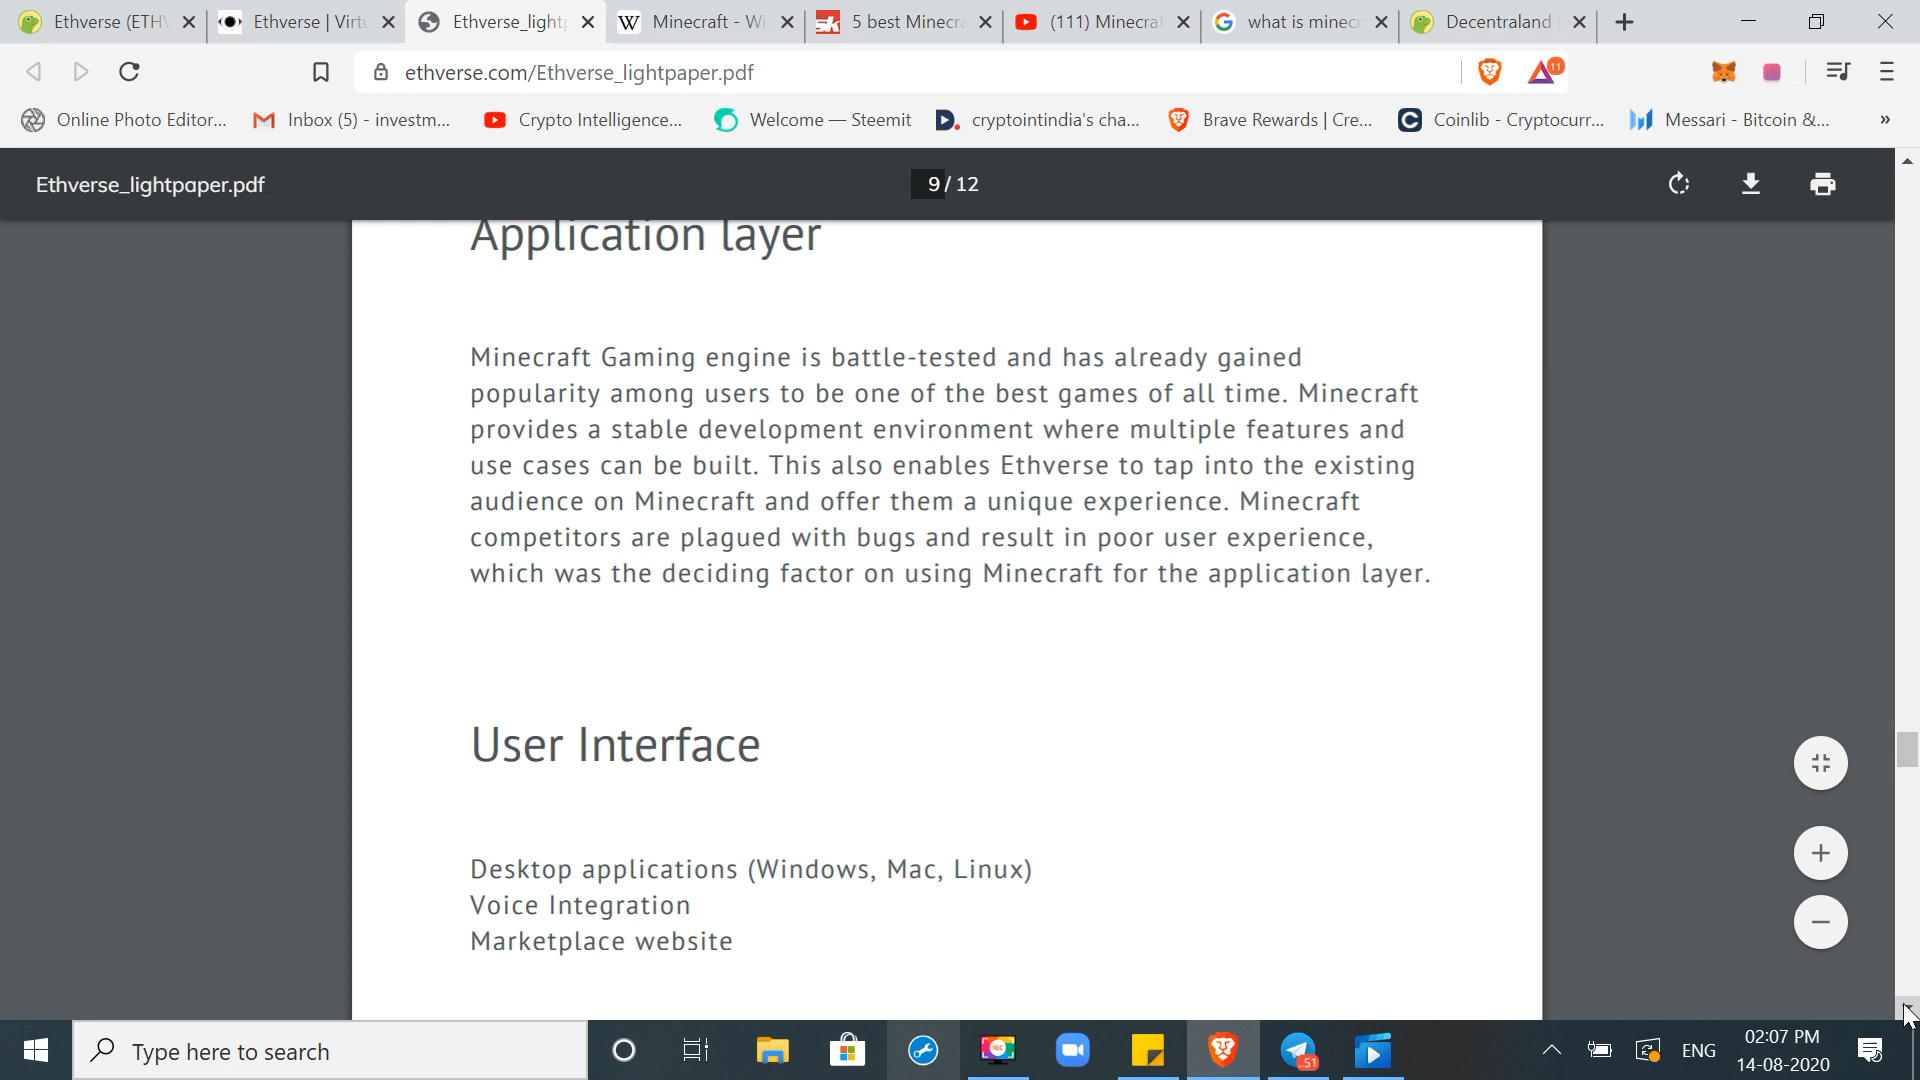 Ethverse (ETH
Ethverse | Virtu
Ethverse_light
Minecraft - Wi
5 best Minecra
(111) Minecraf
what is minec
Decentraland
ethverse.com/Ethverse_lightpaper.pdf
11
Online Photo Editor...
Inbox (5) - investm...
Crypto Intelligence...
Welcome — Steemit
cryptointindia's cha...
Brave Rewards | Cre...
Coinlib - Cryptocurr...
Messari - Bitcoin &...
»
Ethverse_lightpaper.pdf
9 / 12
Application layer
Minecraft Gaming engine is battle-tested and has already gained
popularity among users to be one of the best games of all time. Minecraft
provides a stable development environment where multiple features and
use cases can be built. This also enables Ethverse to tap into the existing
audience on Minecraft and offer them a unique experience. Minecraft
competitors are plagued with bugs and result in poor user experience,
which was the deciding factor on using Minecraft for the application layer.
User Interface
Desktop applications (Windows, Mac, Linux)
Voice Integration
Marketplace website
Type here to search
REC
51
ENG
02:07 PM
14-08-2020